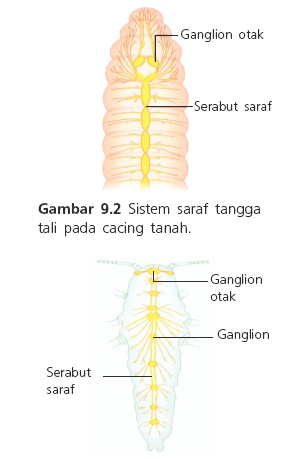 Ganglion otak
Serabut saraf
Gambar 9.2 Sistem saraf tangga
tali pada cacing tanah.
Ganglion
otak
Ganglion
Serabut
saraf